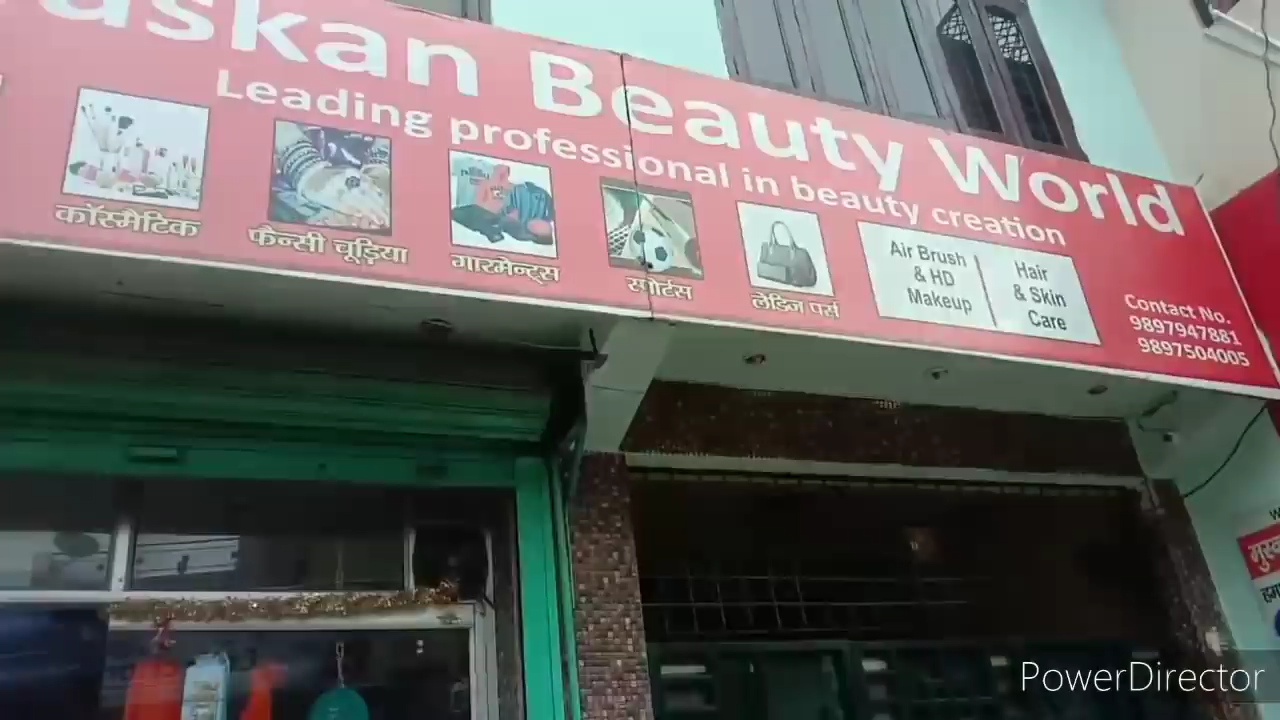 uskan Beauty World
Leading professional in beauty creation
कॉस्मैटिक
फैन्सी चूड़िया
गारमेन्ट्स
स्पोर्टस
लेडिज पर्स
Air Brush
& HD
Makeup
Hair
& Skin
Care
Contact No.
9897947881
9897504005
PowerDirector